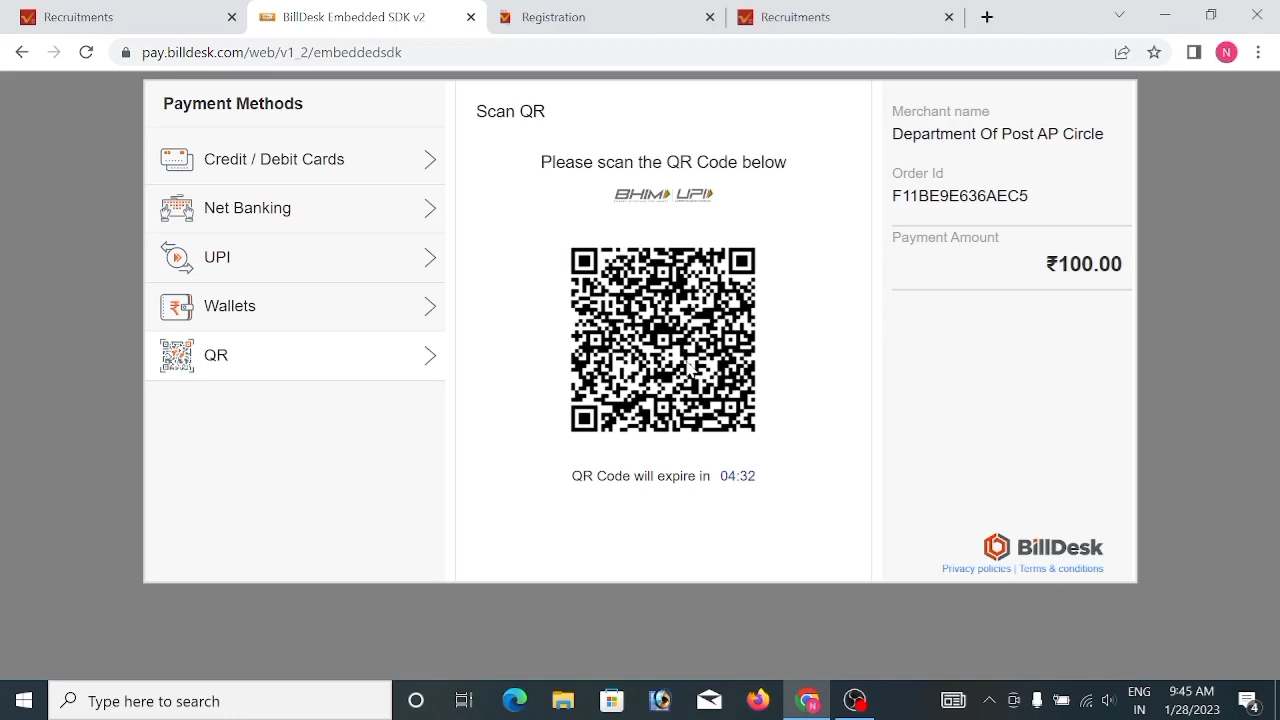 Recruitments
BillDesk Embedded SDK v2
Registration
Recruitments
pay.billdesk.com/web/v1_2/embeddedsdk
N
Payment Methods
Credit / Debit Cards
Net Banking
UPI
Wallets
QR
Scan QR
Please scan the QR Code below
BHIM UPI
QR Code will expire in 04:32
Merchant name
Department Of Post AP Circle
Order Id
F11BE9E636AEC5
Payment Amount
₹100.00
BillDesk
Privacy policies | Terms & conditions
Type here to search
ENG
IN
9:45 AM
1/28/2023
4